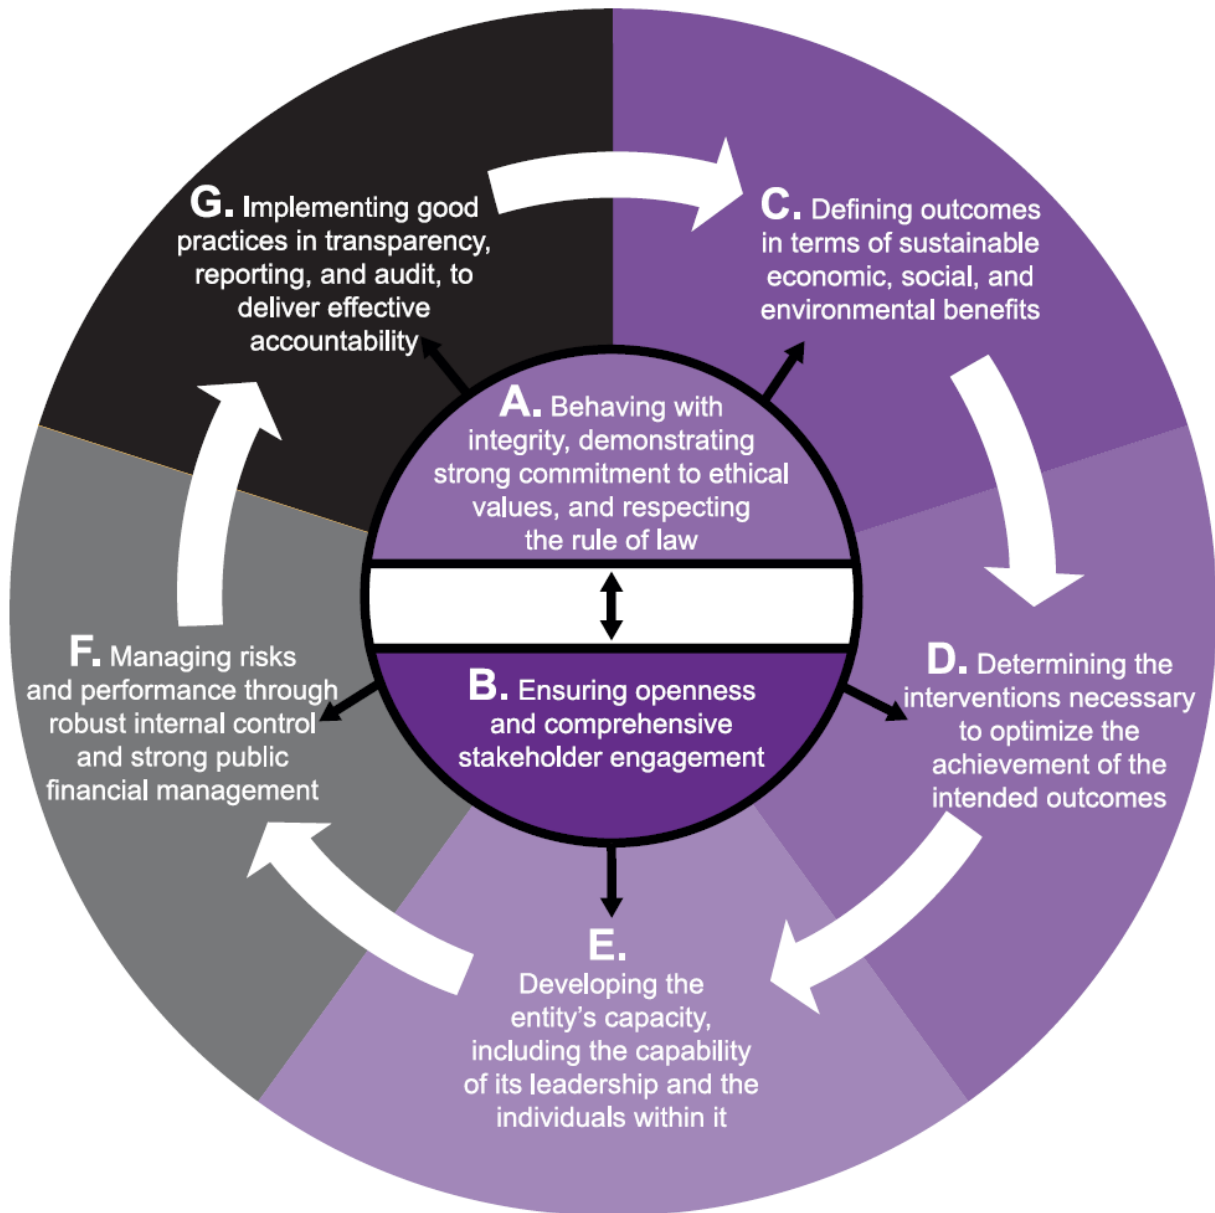 A. Behaving with
integrity, demonstrating
strong commitment to ethical
values, and respecting
the rule of law
B. Ensuring openness
and comprehensive
stakeholder engagement
C. Defining outcomes
in terms of sustainable
economic, social, and
environmental benefits
D. Determining the
interventions necessary
to optimize the
achievement of the
intended outcomes
E.
Developing the
entity’s capacity,
including the capability
of its leadership and the
individuals within it
F. Managing risks
and performance through
robust internal control
and strong public
financial management
G. Implementing good
practices in transparency,
reporting, and audit, to
deliver effective
accountability